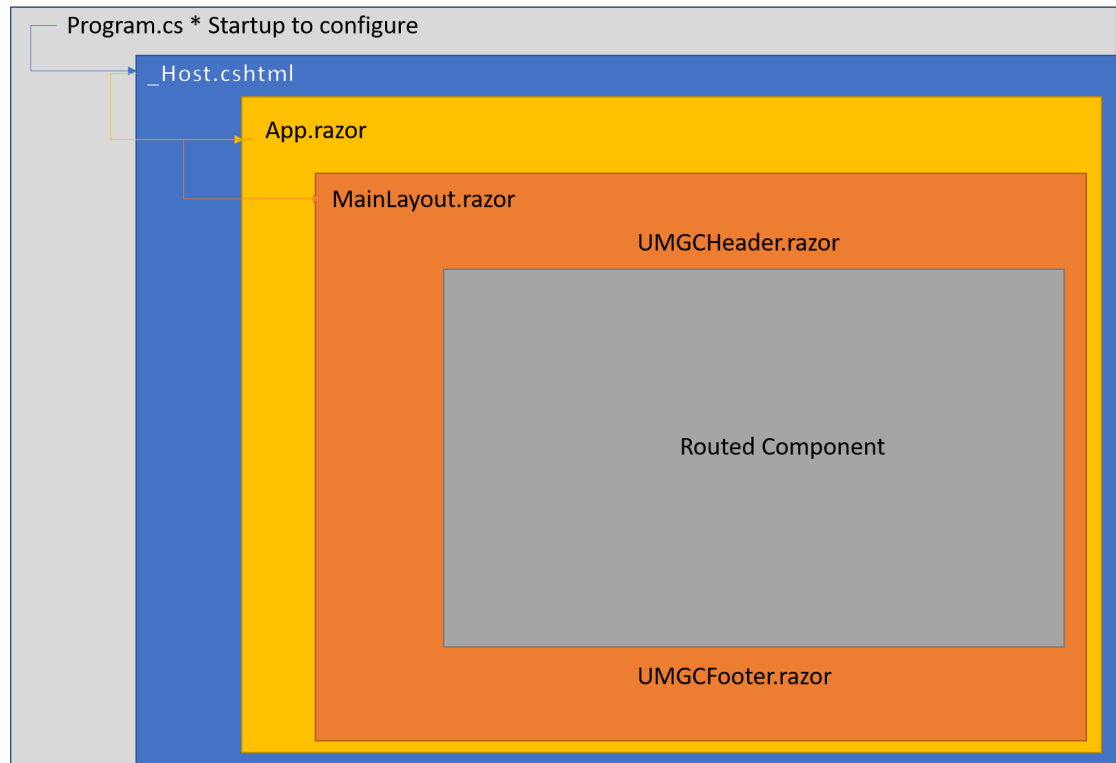 Program.cs * Startup to configure
_Host.cshtml
App.razor
MainLayout.razor
UMGCHeader.razor
Routed Component
UMGCFooter.razor